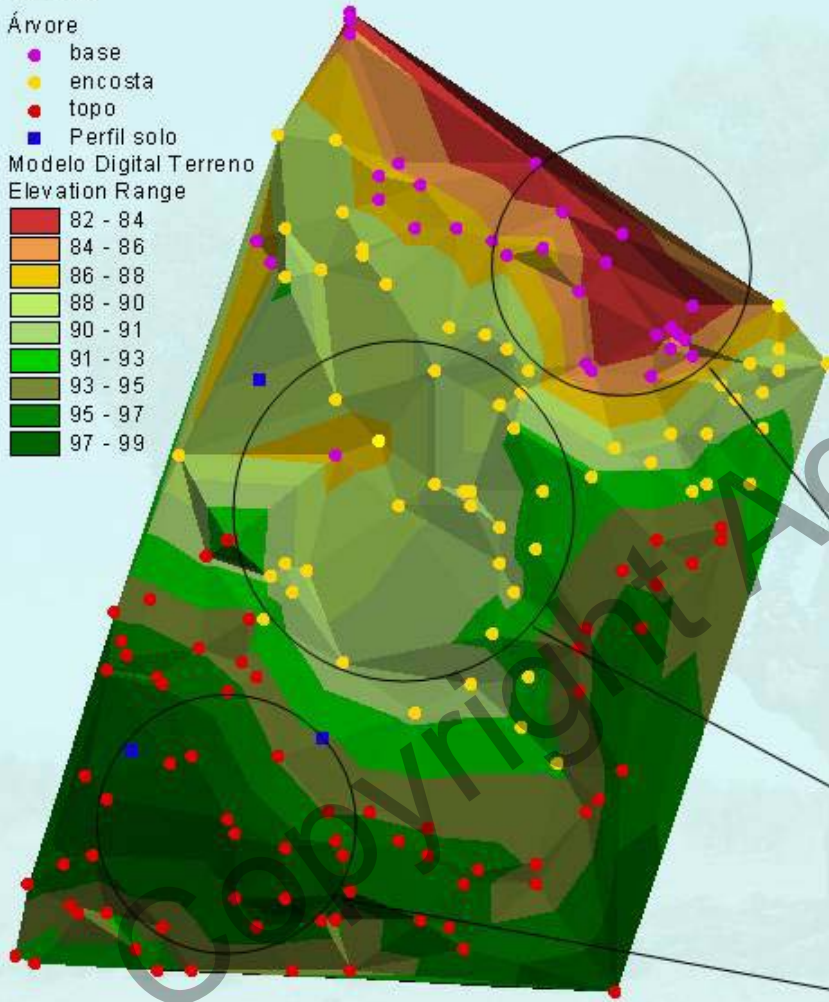 Árvore
base
encosta
topo
Perfil solo
Modelo Digital Terreno
Elevation Range
82 - 84
84 - 86
86 - 88
88 - 90
90 - 91
91 - 93
93 - 95
95 - 97
97 - 99
Copyright